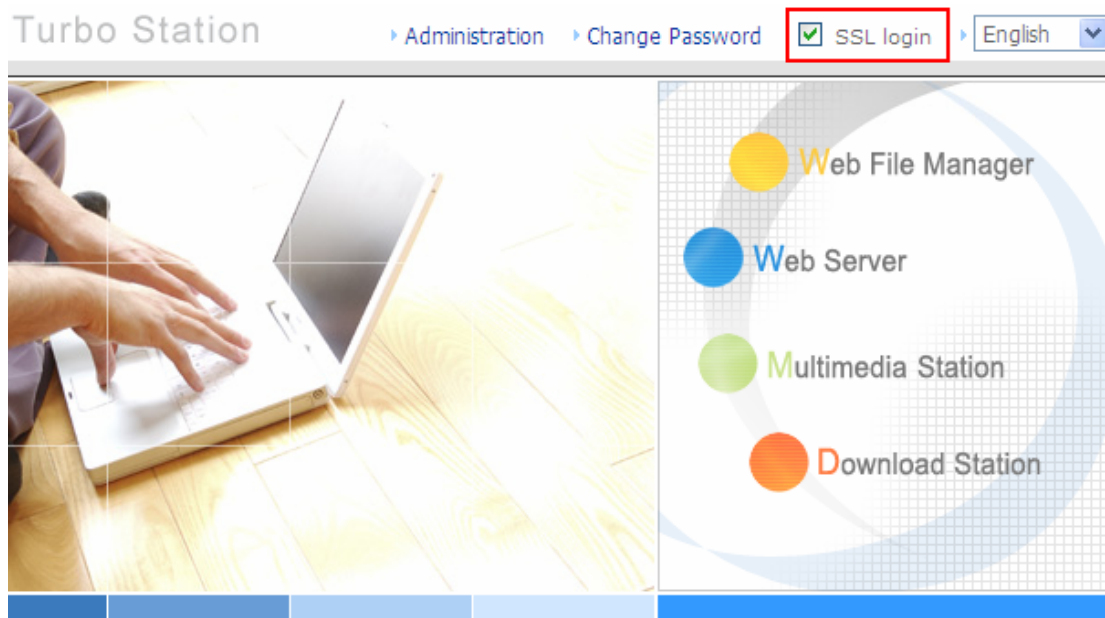 Turbo Station
Administration Change Password SSL login English
Web File Manager
Web Server
Multimedia Station
Download Station